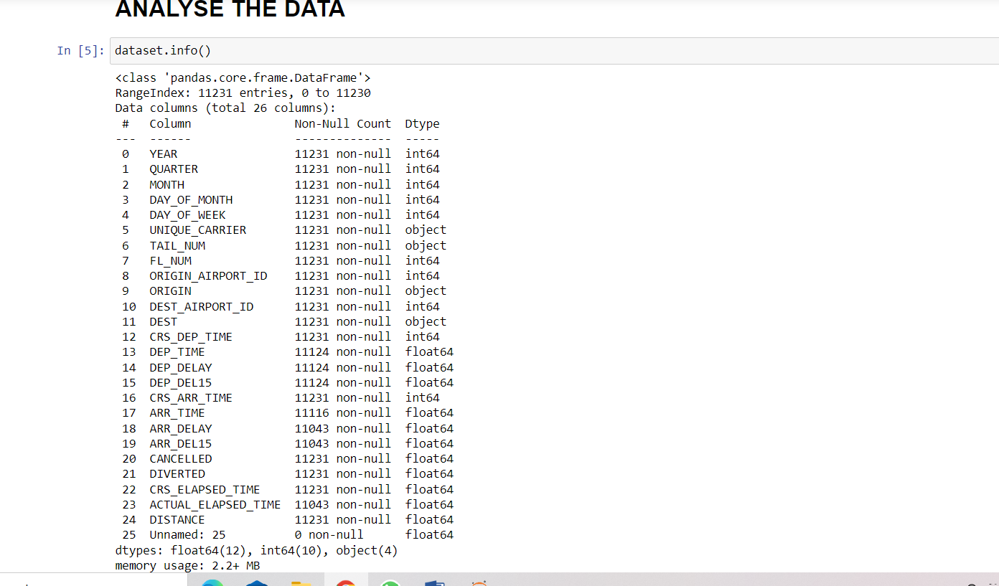 ANALYSE THE DATA
In [5]: dataset.info()
<class 'pandas.core.frame.DataFrame'>
RangeIndex: 11231 entries, 0 to 11230
Data columns (total 26 columns):
 #   Column               Non-Null Count  Dtype
---  ------               --------------  -----
 0   YEAR                 11231 non-null  int64
 1   QUARTER              11231 non-null  int64
 2   MONTH                11231 non-null  int64
 3   DAY_OF_MONTH         11231 non-null  int64
 4   DAY_OF_WEEK          11231 non-null  int64
 5   UNIQUE_CARRIER       11231 non-null  object
 6   TAIL_NUM             11231 non-null  object
 7   FL_NUM               11231 non-null  int64
 8   ORIGIN_AIRPORT_ID    11231 non-null  int64
 9   ORIGIN               11231 non-null  object
 10  DEST_AIRPORT_ID      11231 non-null  int64
 11  DEST                 11231 non-null  object
 12  CRS_DEP_TIME         11231 non-null  int64
 13  DEP_TIME             11124 non-null  float64
 14  DEP_DELAY            11124 non-null  float64
 15  DEP_DEL15            11124 non-null  float64
 16  CRS_ARR_TIME         11231 non-null  int64
 17  ARR_TIME             11116 non-null  float64
 18  ARR_DELAY            11043 non-null  float64
 19  ARR_DEL15            11043 non-null  float64
 20  CANCELLED            11231 non-null  float64
 21  DIVERTED             11231 non-null  float64
 22  CRS_ELAPSED_TIME     11231 non-null  float64
 23  ACTUAL_ELAPSED_TIME  11043 non-null  float64
 24  DISTANCE             11231 non-null  float64
 25  Unnamed: 25          0 non-null      float64
dtypes: float64(12), int64(10), object(4)
memory usage: 2.2+ MB